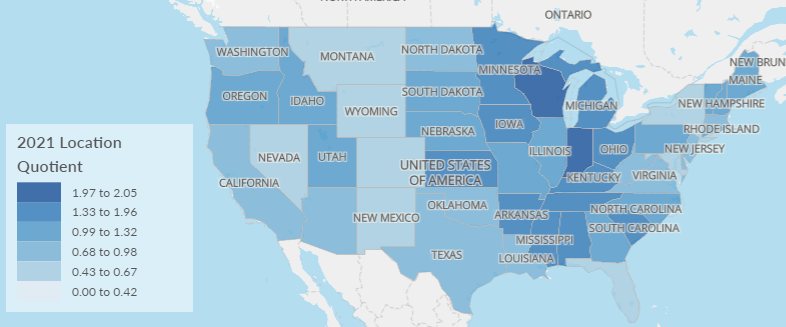 ONTARIO
WASHINGTON
MONTANA
NORTH DAKOTA
NEW BRUN
MINNESOTA
MAINE
OREGON
IDAHO
SOUTH DAKOTA
WYOMING
MICHIGAN
NEW HAMPSHIRE
IOWA
NEBRASKA
RHODE ISLAND
2021 Location
Quotient
NEVADA
UTAH
ILLINOIS
OHIO
NEW JERSEY
UNITED STATES
OF AMERICA
KENTUCKY
VIRGINIA
CALIFORNIA
1.97 to 2.05
1.33 to 1.96
0.99 to 1.32
0.68 to 0.98
0.43 to 0.67
0.00 to 0.42
OKLAHOMA
NEW MEXICO
ARKANSAS
NORTH CAROLINA
SOUTH CAROLINA
MISSISSIPPI
TEXAS
LOUISIANA